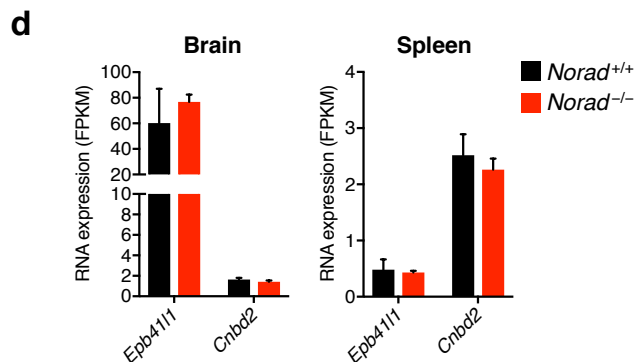 d
Brain
RNA expression (FPKM)
100
80
60
40
20
10
8
6
4
2
0
Epb41l1
Cnbd2
Spleen
RNA expression (FPKM)
4
3
2
1
0
Epb41l1
Cnbd2
Norad+/+
Norad−/−